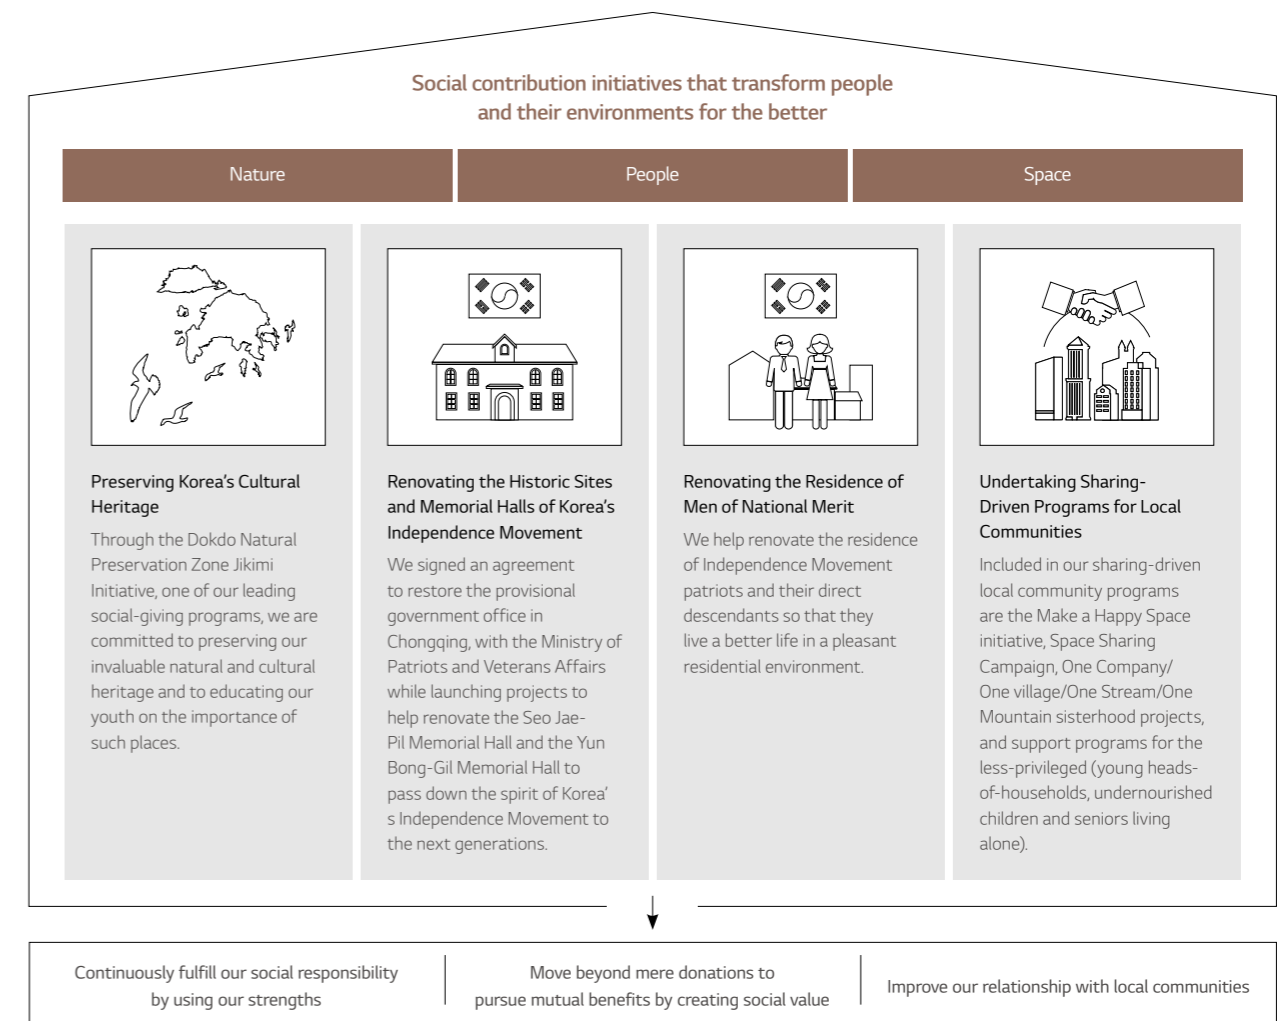 Social contribution initiatives that transform people
and their environments for the better
Nature
People
Space
Preserving Korea's Cultural
Heritage
Through the Dokdo Natural
Preservation Zone Jikimi
Initiative, one of our leading
social-giving programs, we are
committed to preserving our
invaluable natural and cultural
heritage and to educating our
youth on the importance of
such places.
Renovating the Historic Sites
and Memorial Halls of Korea's
Independence Movement
We signed an agreement
to restore the provisional
government office in
Chongqing, with the Ministry of
Patriots and Veterans Affairs
while launching projects to
help renovate the Seo Jae-
Pil Memorial Hall and the Yun
Bong-Gil Memorial Hall to
pass down the spirit of Korea'
s Independence Movement to
the next generations.
Renovating the Residence of
Men of National Merit
We help renovate the residence
of Independence Movement
patriots and their direct
descendants so that they
live a better life in a pleasant
residential environment.
Undertaking Sharing-
Driven Programs for Local
Communities
Included in our sharing-driven
local community programs
are the Make a Happy Space
initiative, Space Sharing
Campaign, One Company/
One village/One Stream/One
Mountain sisterhood projects,
and support programs for the
less-privileged (young heads-
of-households, undernourished
children and seniors living
alone).
Continuously fulfill our social responsibility
by using our strengths
Move beyond mere donations to
pursue mutual benefits by creating social value
Improve our relationship with local communities